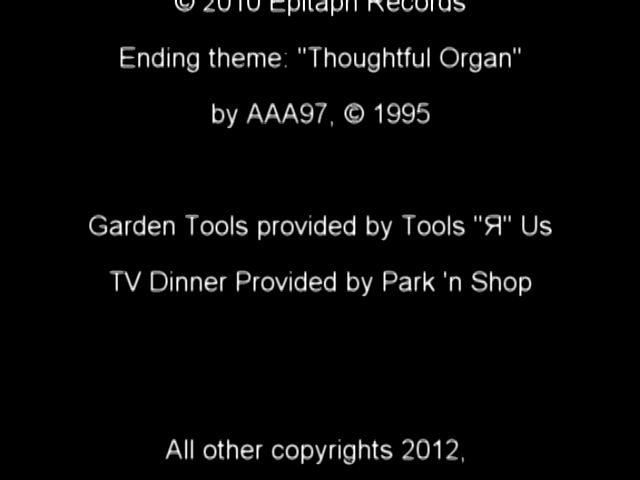 © 2010 Epitaph Records
Ending theme: "Thoughtful Organ"
by AAA97, © 1995
Garden Tools provided by Tools "Я" Us
TV Dinner Provided by Park 'n Shop
All other copyrights 2012,